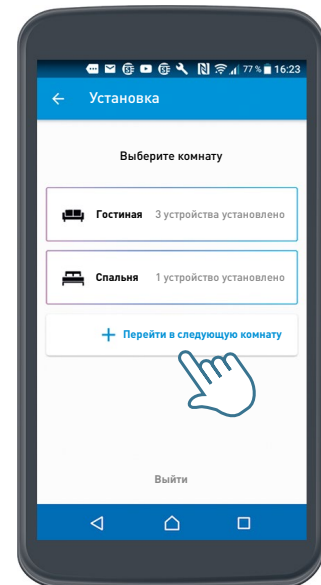 77 % 16:23
Установка
Выберите комнату
Гостиная 3 устройства установлено
Спальня 1 устройство установлено
+ Перейти в следующую комнату
Выйти